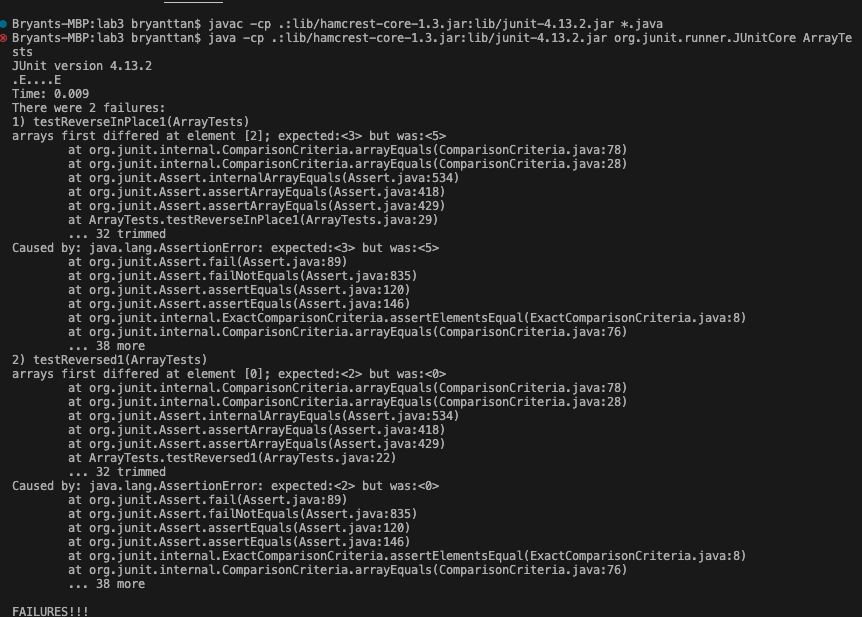 Bryants-MBP:lab3 bryanttan$ javac -cp .:lib/hamcrest-core-1.3.jar:lib/junit-4.13.2.jar *.java
Bryants-MBP:lab3 bryanttan$ java -cp .:lib/hamcrest-core-1.3.jar:lib/junit-4.13.2.jar org.junit.runner.JUnitCore ArrayTe
sts
JUnit version 4.13.2
.E....E
Time: 0.009
There were 2 failures:
1) testReverseInPlace1(ArrayTests)
arrays first differed at element [2]; expected:<3> but was:<5>
        at org.junit.internal.ComparisonCriteria.arrayEquals(ComparisonCriteria.java:78)
        at org.junit.internal.ComparisonCriteria.arrayEquals(ComparisonCriteria.java:28)
        at org.junit.Assert.internalArrayEquals(Assert.java:534)
        at org.junit.Assert.assertArrayEquals(Assert.java:418)
        at org.junit.Assert.assertArrayEquals(Assert.java:429)
        at ArrayTests.testReverseInPlace1(ArrayTests.java:29)
        ... 32 trimmed
Caused by: java.lang.AssertionError: expected:<3> but was:<5>
        at org.junit.Assert.fail(Assert.java:89)
        at org.junit.Assert.failNotEquals(Assert.java:835)
        at org.junit.Assert.assertEquals(Assert.java:120)
        at org.junit.Assert.assertEquals(Assert.java:146)
        at org.junit.internal.ExactComparisonCriteria.assertElementsEqual(ExactComparisonCriteria.java:8)
        at org.junit.internal.ComparisonCriteria.arrayEquals(ComparisonCriteria.java:76)
        ... 38 more
2) testReversed1(ArrayTests)
arrays first differed at element [0]; expected:<2> but was:<0>
        at org.junit.internal.ComparisonCriteria.arrayEquals(ComparisonCriteria.java:78)
        at org.junit.internal.ComparisonCriteria.arrayEquals(ComparisonCriteria.java:28)
        at org.junit.Assert.internalArrayEquals(Assert.java:534)
        at org.junit.Assert.assertArrayEquals(Assert.java:418)
        at org.junit.Assert.assertArrayEquals(Assert.java:429)
        at ArrayTests.testReversed1(ArrayTests.java:22)
        ... 32 trimmed
Caused by: java.lang.AssertionError: expected:<2> but was:<0>
        at org.junit.Assert.fail(Assert.java:89)
        at org.junit.Assert.failNotEquals(Assert.java:835)
        at org.junit.Assert.assertEquals(Assert.java:120)
        at org.junit.Assert.assertEquals(Assert.java:146)
        at org.junit.internal.ExactComparisonCriteria.assertElementsEqual(ExactComparisonCriteria.java:8)
        at org.junit.internal.ComparisonCriteria.arrayEquals(ComparisonCriteria.java:76)
        ... 38 more
FAILURES!!!